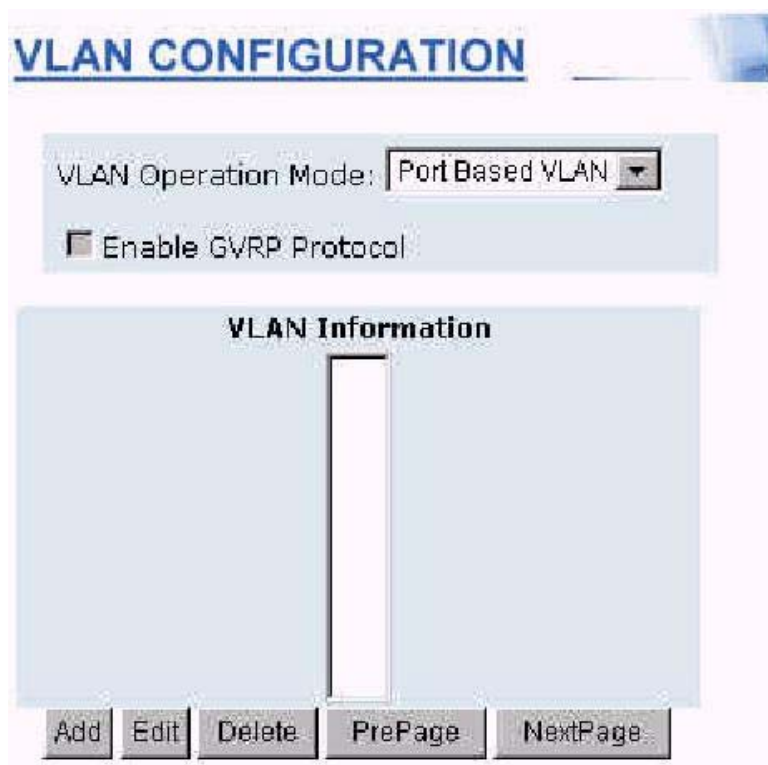 VLAN CONFIGURATION
VLAN Operation Mode: Port Based VLAN
Enable GVRP Protocol
VLAN Information
Add Edit Delete PrePage NextPage